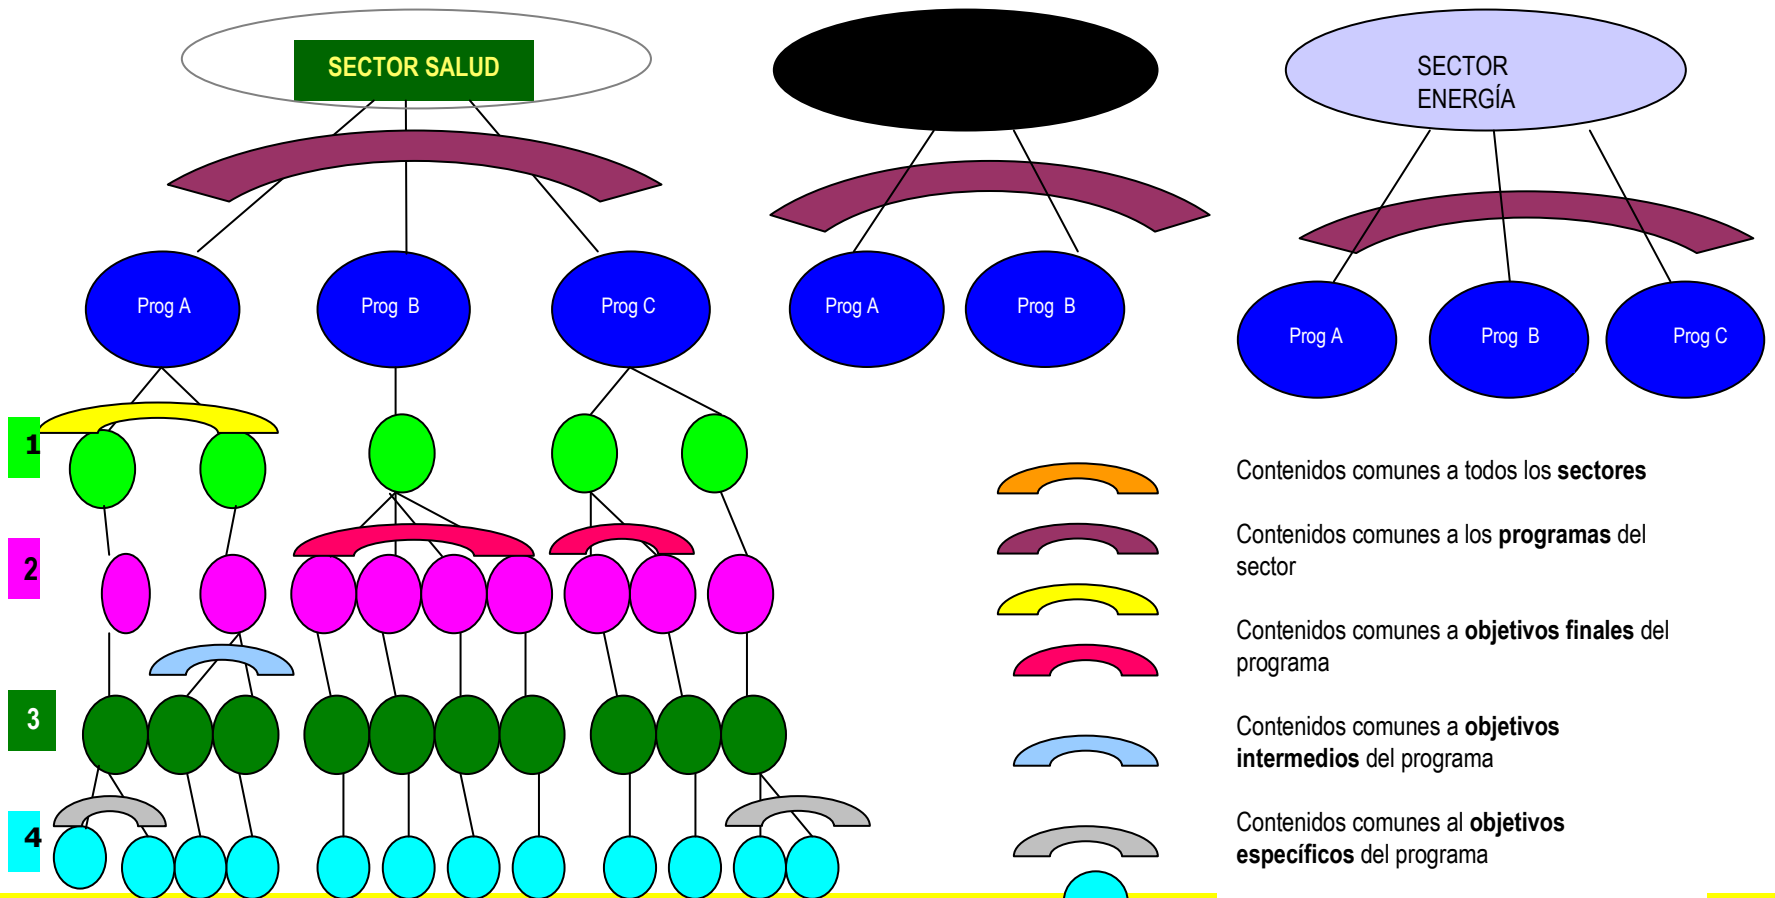 SECTOR SALUD
SECTOR
ENERGÍA
Prog A
Prog B
Prog C
Prog A
Prog B
Prog A
Prog B
Prog C
1
2
3
4
Contenidos comunes a todos los sectores
Contenidos comunes a los programas del
sector
Contenidos comunes a objetivos finales del
programa
Contenidos comunes a objetivos
intermedios del programa
Contenidos comunes al objetivos
específicos del programa